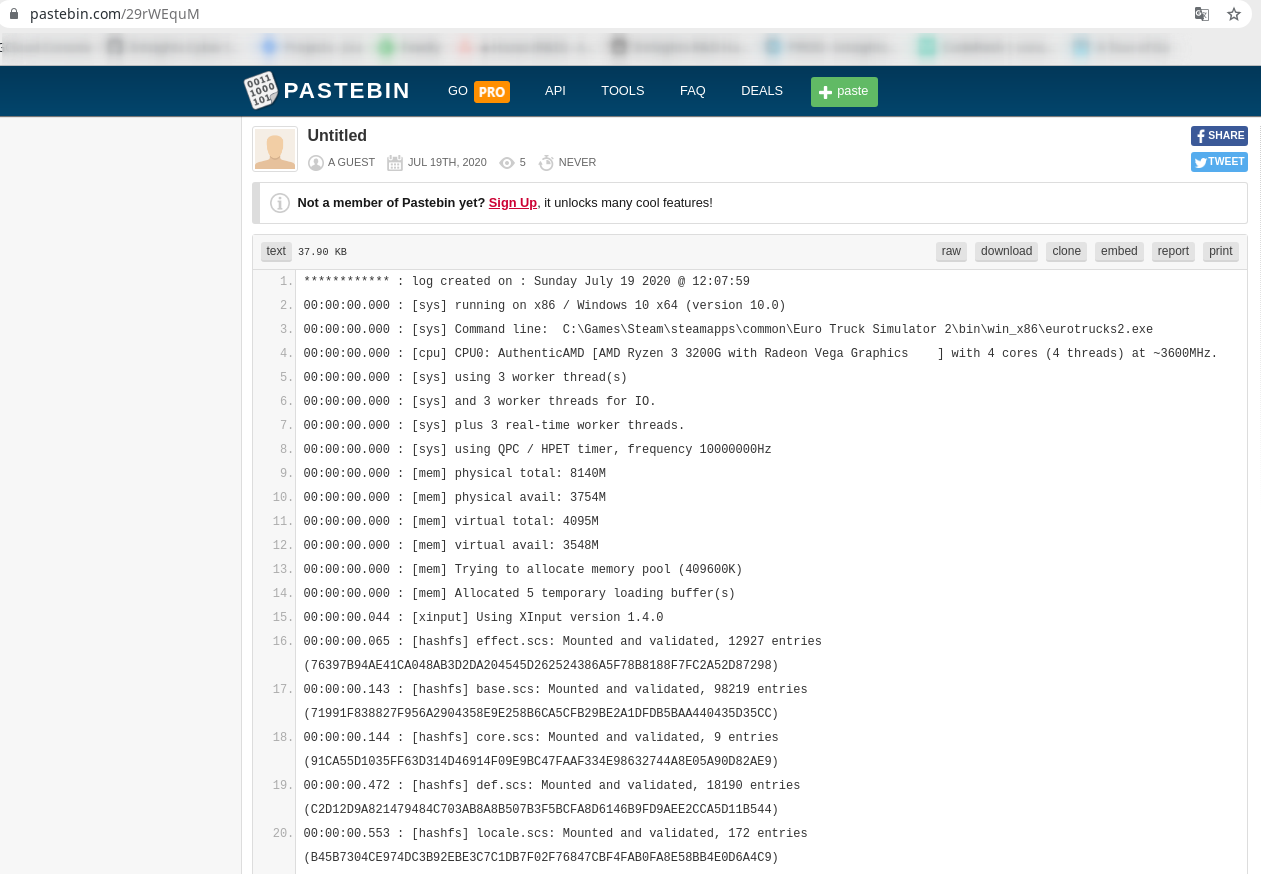 pastebin.com/29rWEquM
0011
1000
101
PASTEBIN GO PRO API TOOLS FAQ DEALS paste
Untitled
SHARE
A GUEST JUL 19TH, 2020 5 NEVER
TWEET
Not a member of Pastebin yet? Sign Up, it unlocks many cool features!
text 37.90 KB raw download clone embed report print
1. ************ : log created on : Sunday July 19 2020 @ 12:07:59
2. 00:00:00.000 : [sys] running on x86 / Windows 10 x64 (version 10.0)
3. 00:00:00.000 : [sys] Command line:  C:\Games\Steam\steamapps\common\Euro Truck Simulator 2\bin\win_x86\eurotrucks2.exe
4. 00:00:00.000 : [cpu] CPU0: AuthenticAMD [AMD Ryzen 3 3200G with Radeon Vega Graphics    ] with 4 cores (4 threads) at ~3600MHz.
5. 00:00:00.000 : [sys] using 3 worker thread(s)
6. 00:00:00.000 : [sys] and 3 worker threads for IO.
7. 00:00:00.000 : [sys] plus 3 real-time worker threads.
8. 00:00:00.000 : [sys] using QPC / HPET timer, frequency 10000000Hz
9. 00:00:00.000 : [mem] physical total: 8140M
10. 00:00:00.000 : [mem] physical avail: 3754M
11. 00:00:00.000 : [mem] virtual total: 4095M
12. 00:00:00.000 : [mem] virtual avail: 3548M
13. 00:00:00.000 : [mem] Trying to allocate memory pool (409600K)
14. 00:00:00.000 : [mem] Allocated 5 temporary loading buffer(s)
15. 00:00:00.044 : [xinput] Using XInput version 1.4.0
16. 00:00:00.065 : [hashfs] effect.scs: Mounted and validated, 12927 entries
(76397B94AE41CA048AB3D2DA204545D262524386A5F78B8188F7FC2A52D87298)
17. 00:00:00.143 : [hashfs] base.scs: Mounted and validated, 98219 entries
(71991F838827F956A2904358E9E258B6CA5CFB29BE2A1DFDB5BAA440435D35CC)
18. 00:00:00.144 : [hashfs] core.scs: Mounted and validated, 9 entries
(91CA55D1035FF63D314D46914F09E9BC47FAAF334E98632744A8E05A90D82AE9)
19. 00:00:00.472 : [hashfs] def.scs: Mounted and validated, 18190 entries
(C2D12D9A821479484C703AB8A8B507B3F5BCFA8D6146B9FD9AEE2CCA5D11B544)
20. 00:00:00.553 : [hashfs] locale.scs: Mounted and validated, 172 entries
(B45B7304CE974DC3B92EBE3C7C1DB7F02F76847CBF4FAB0FA8E58BB4E0D6A4C9)